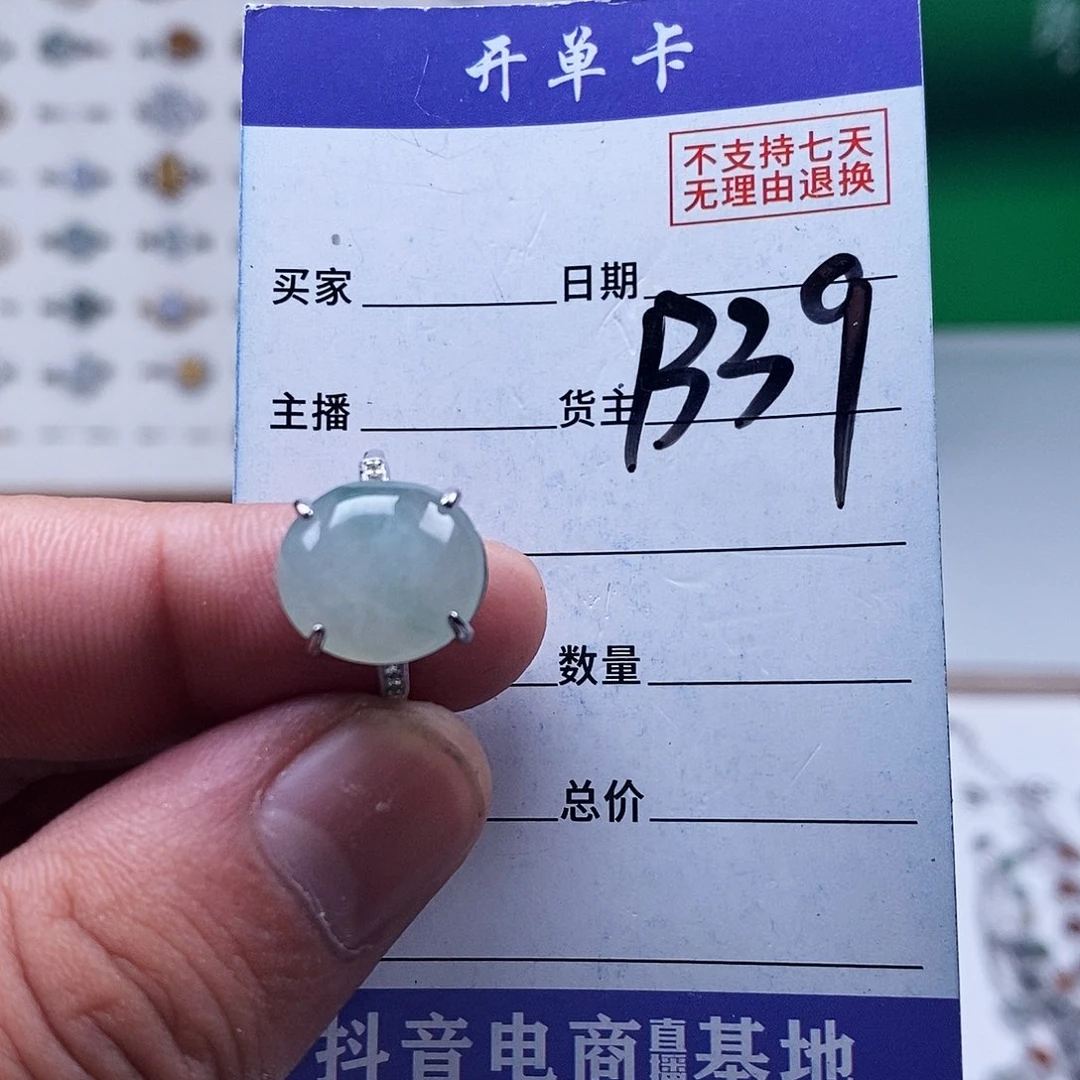 开单卡
不支持七天
无理由退换
买家 日期
B39
主播 货主
数量
总价
抖音电商直播基地